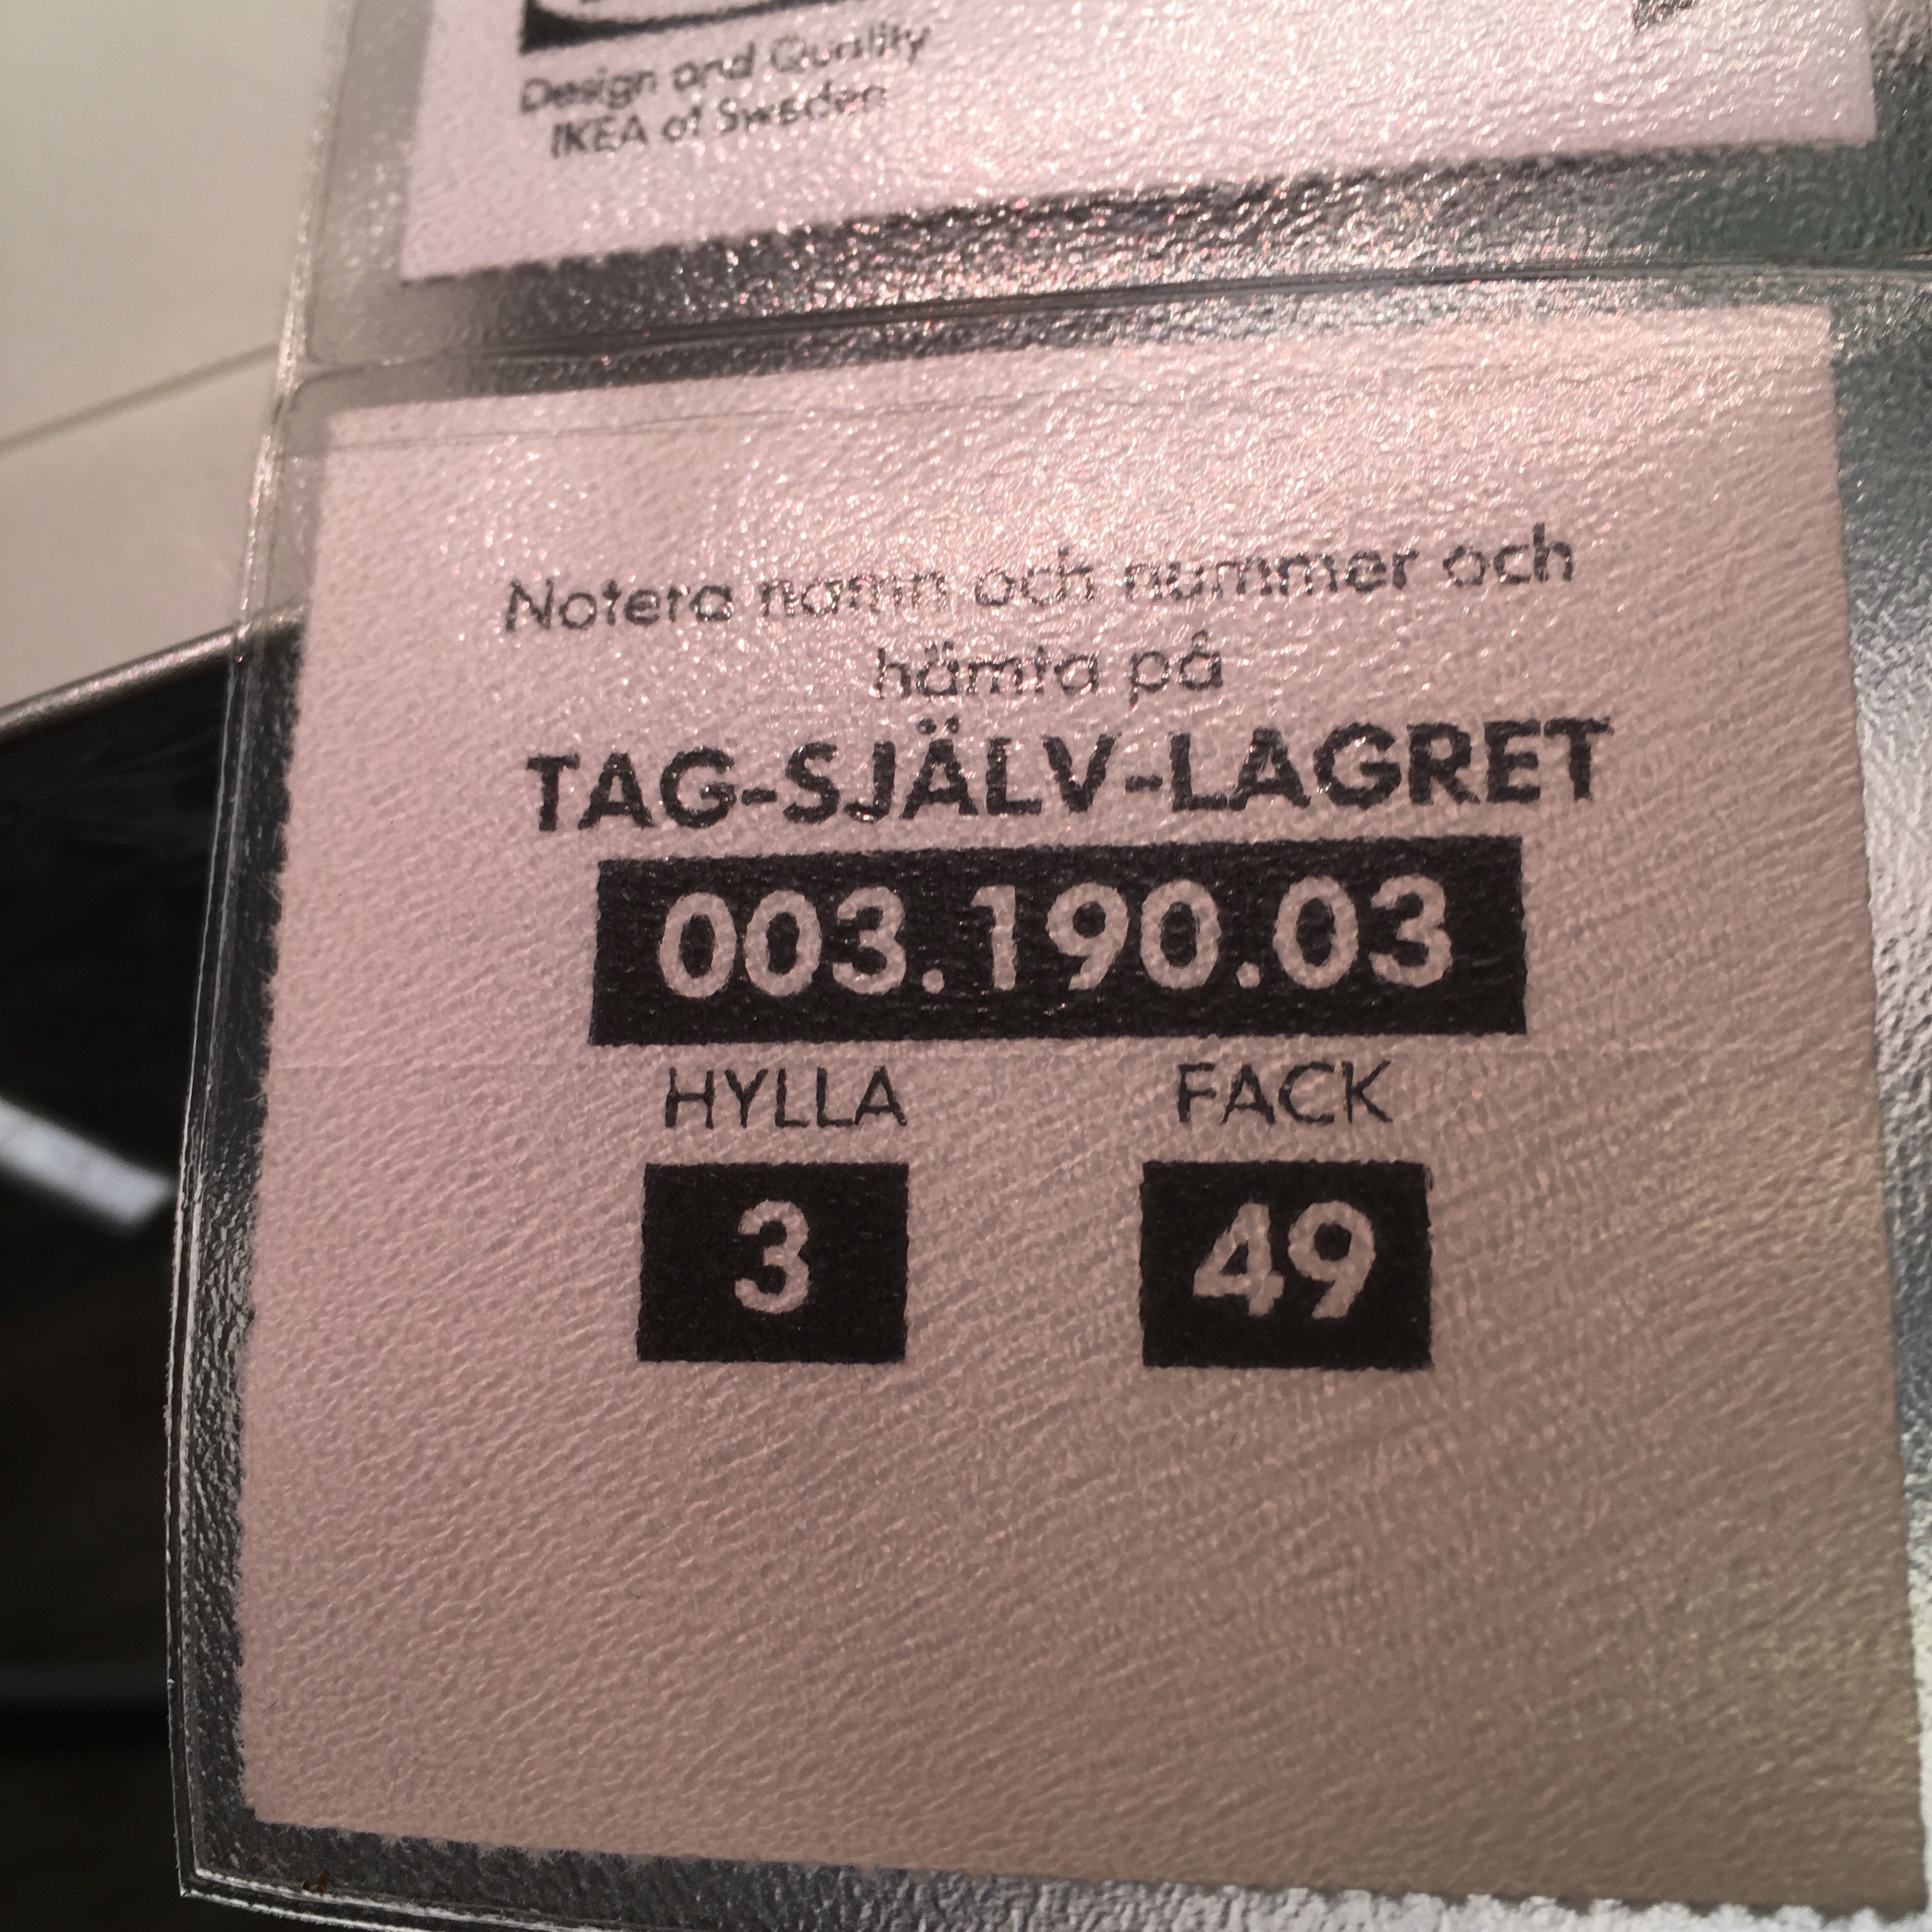 Design and Quality
IKEA of Sweden
Notera namn och nummer och
hämta på
TAG-SJÄLV-LAGRET
003.190.03
HYLLA FACK
3 49